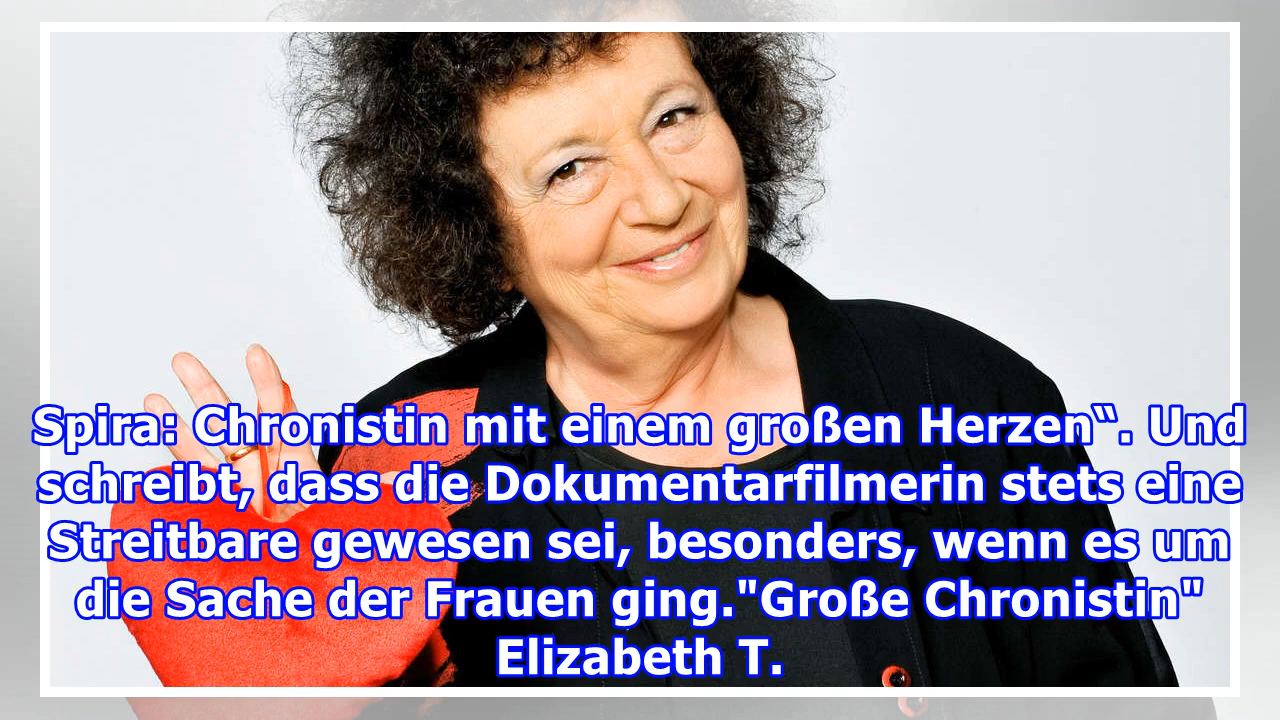 Spira: Chronistin mit einem großen Herzen“. Und
schreibt, dass die Dokumentarfilmerin stets eine
Streitbare gewesen sei, besonders, wenn es um
die Sache der Frauen ging."Große Chronistin"
Elizabeth T.